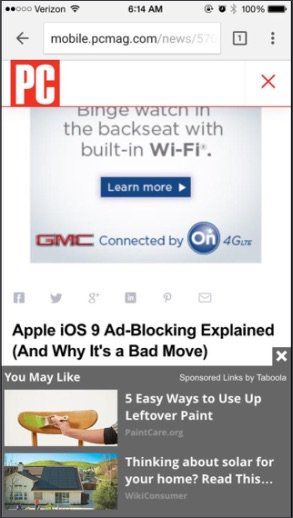 Verizon 6:14 AM 100%
mobile.pcmag.com/news/570 1
PC
Binge watch in
the backseat with
built-in Wi-Fi®.
Learn more
GMC Connected by On 4G LTE
Apple iOS 9 Ad-Blocking Explained
(And Why It's a Bad Move)
You May Like Sponsored Links by Taboola
5 Easy Ways to Use Up
Leftover Paint
PaintCare.org
Thinking about solar for
your home? Read This...
WikiConsumer